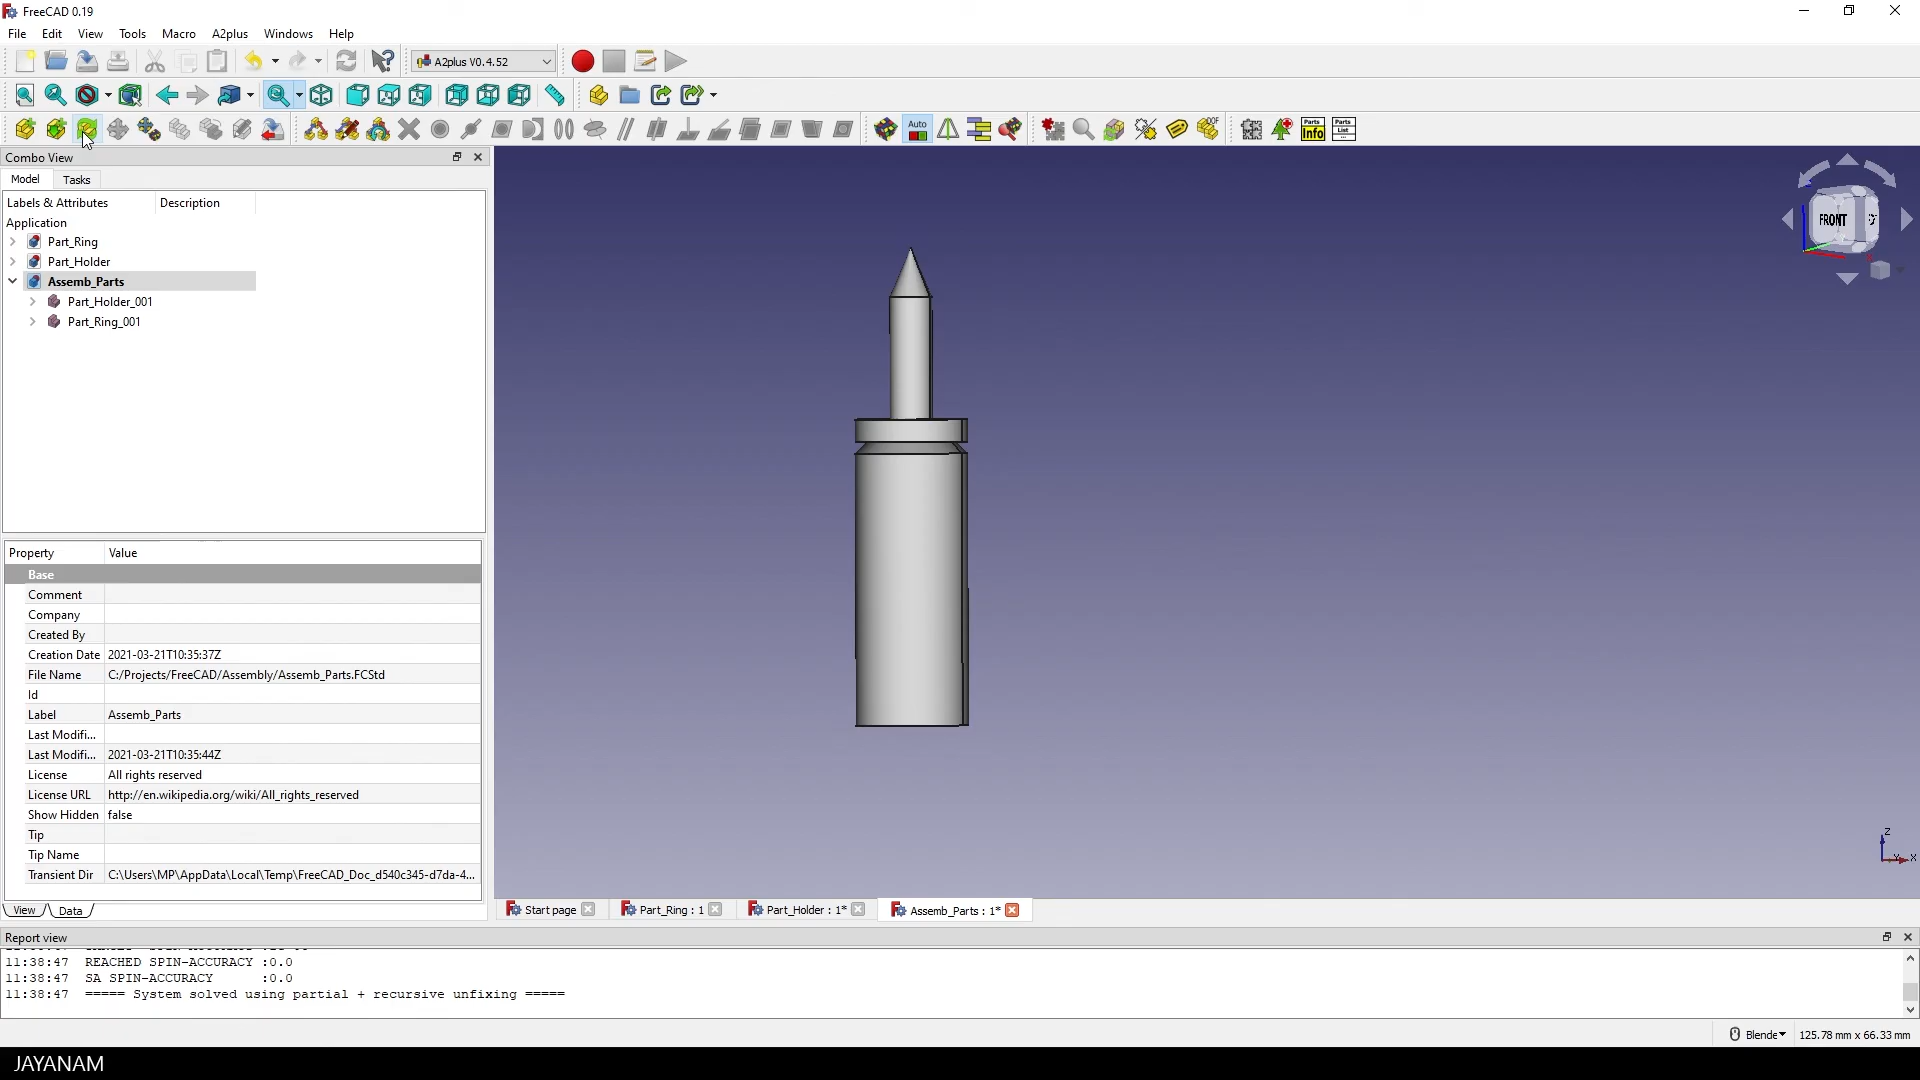 FreeCAD 0.19
File Edit View Tools Macro A2plus Windows Help
A2plus V0.4.52
Auto
DOF
Parts Info
Parts List
Combo View
Model Tasks
Labels & Attributes Description
Application
Part_Ring
Part_Holder
Assemb_Parts
Part_Holder_001
Part_Ring_001
FRONT
Property Value
Base
Comment
Company
Created By
Creation Date 2021-03-21T10:35:37Z
File Name C:/Projects/FreeCAD/Assembly/Assemb_Parts.FCStd
Id
Label Assemb_Parts
Last Modifi...
Last Modifi... 2021-03-21T10:35:44Z
License All rights reserved
License URL http://en.wikipedia.org/wiki/All_rights_reserved
Show Hidden false
Tip
Tip Name
Transient Dir C:\Users\MP\AppData\Local\Temp\FreeCAD_Doc_d540c345-d7da-4...
Z
X
View Data
Start page Part_Ring : 1 Part_Holder : 1* Assemb_Parts : 1*
Report view
11:38:47 REACHED SPIN-ACCURACY :0.0
11:38:47 SA SPIN-ACCURACY :0.0
11:38:47 ===== System solved using partial + recursive unfixing =====
Blende 125.78 mm x 66.33 mm
JAYANAM